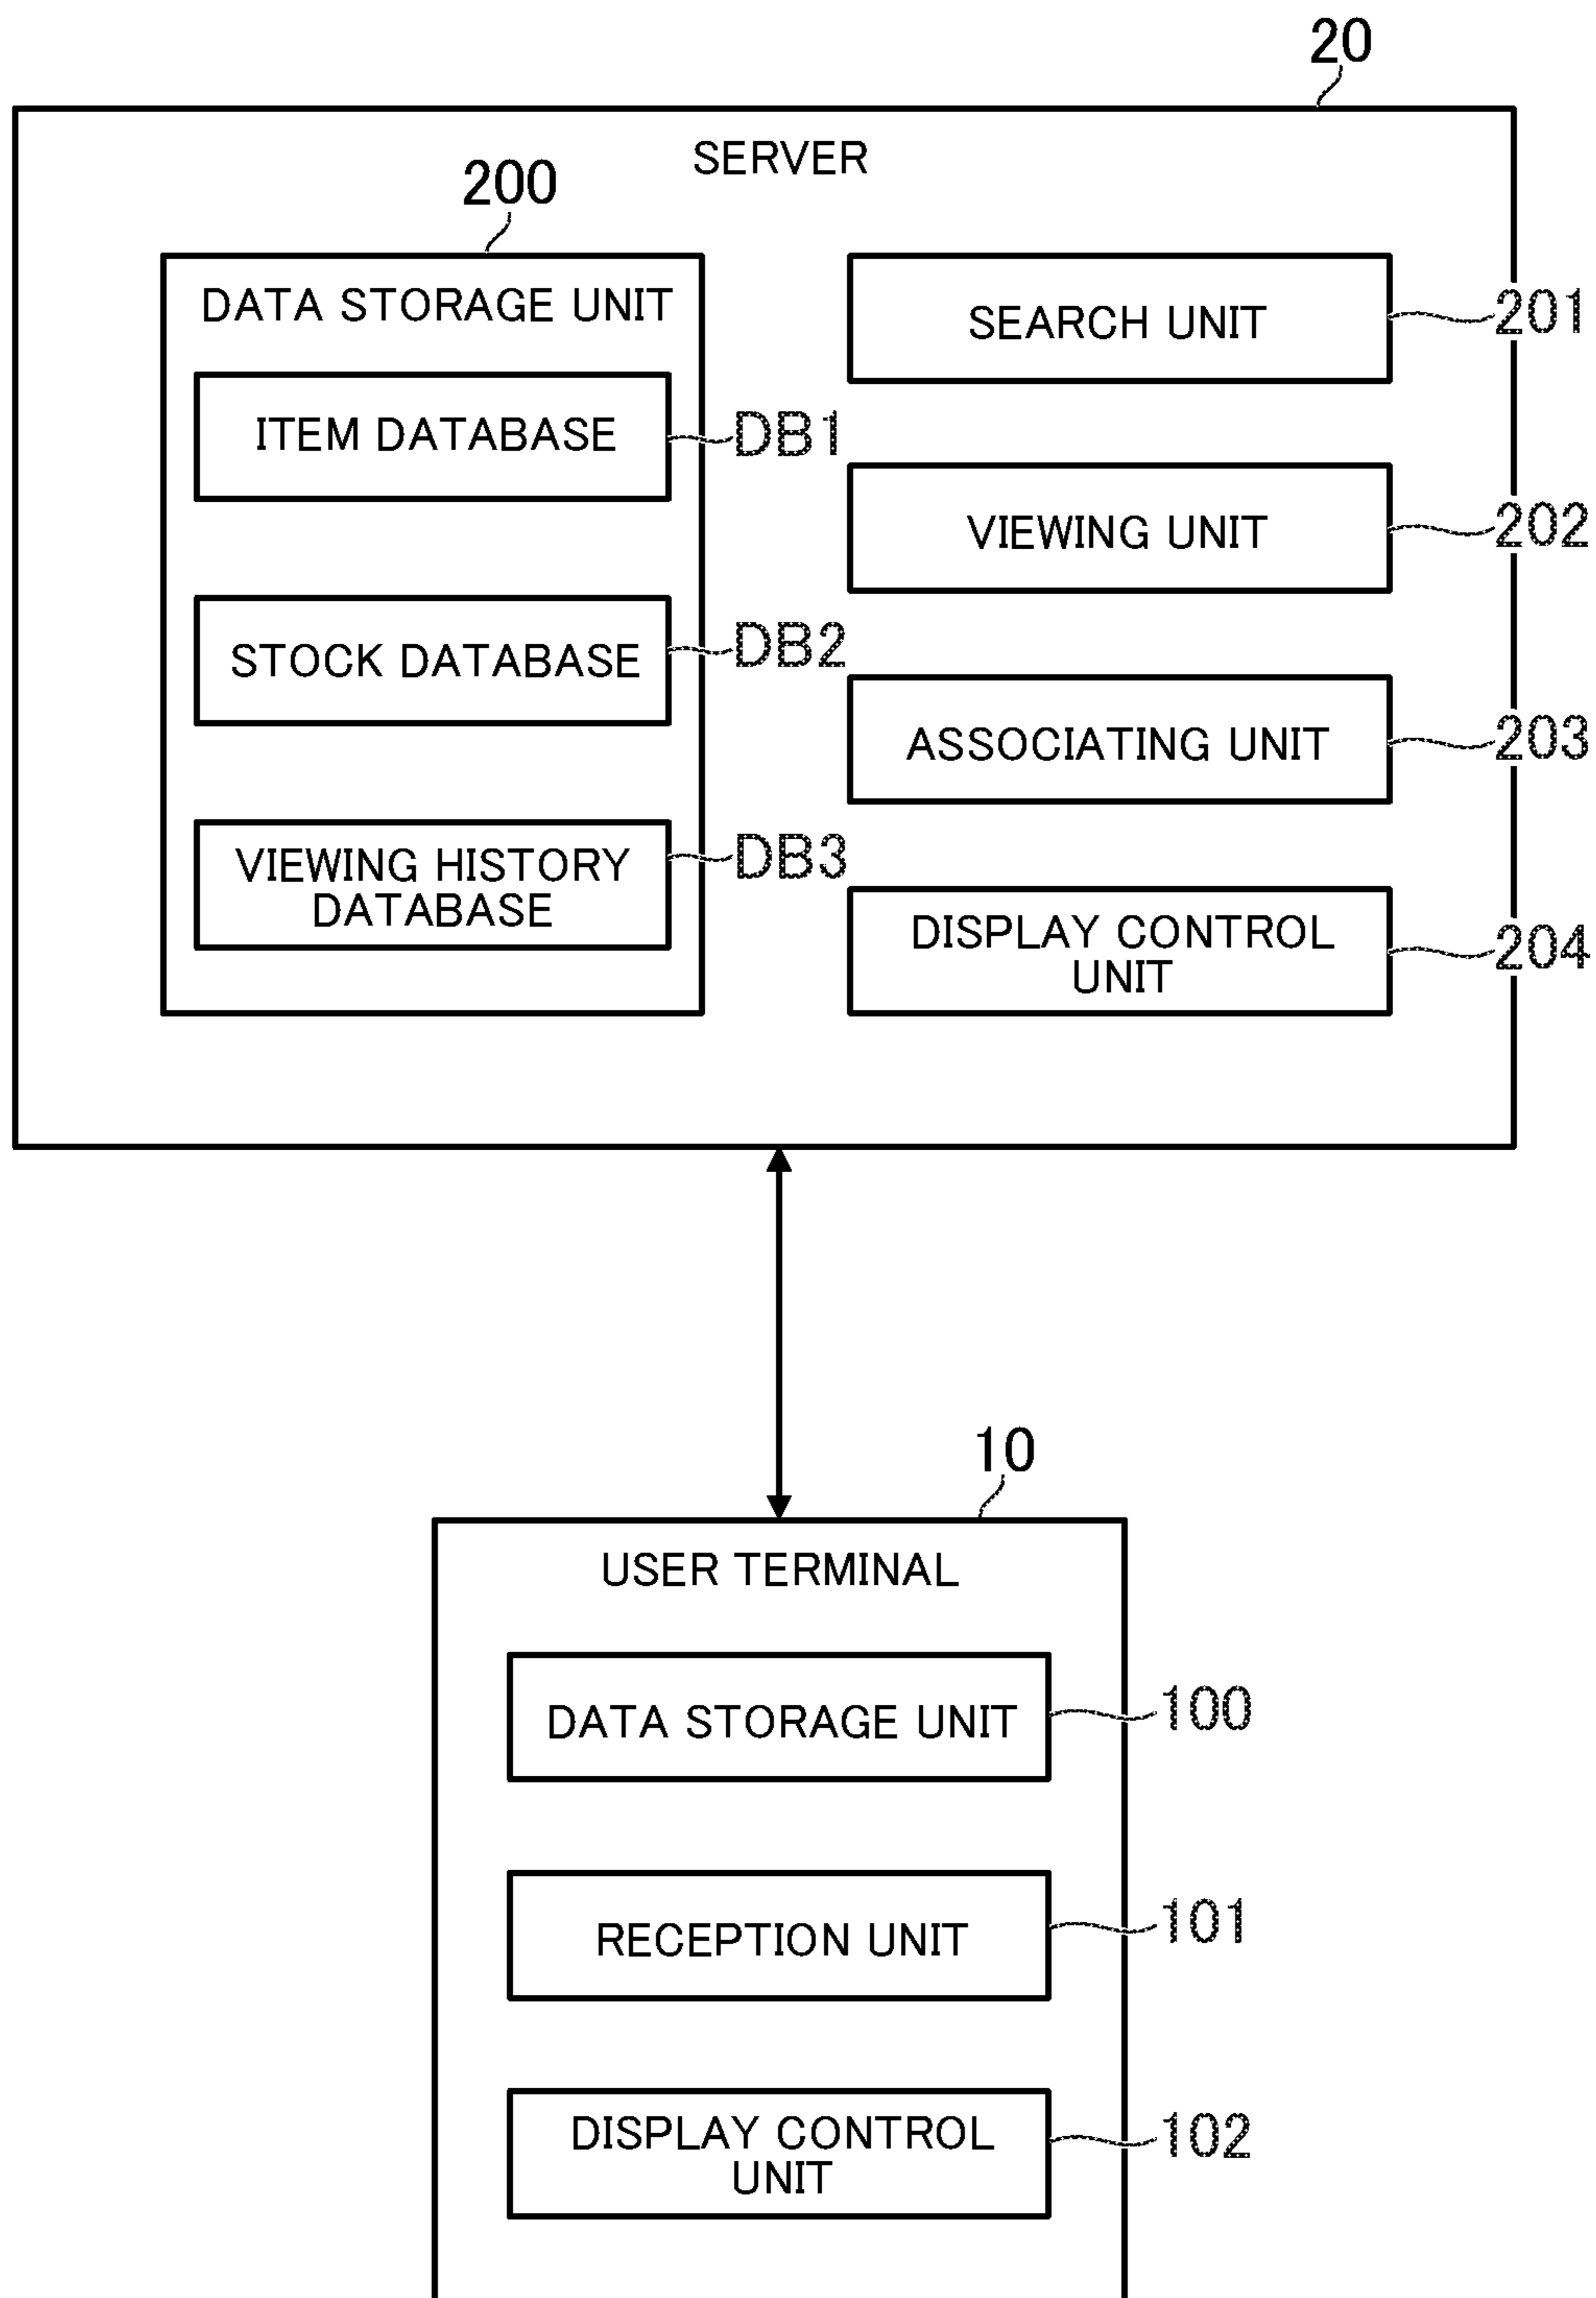 20
SERVER
200
DATA STORAGE UNIT
ITEM DATABASE
DB1
STOCK DATABASE
DB2
VIEWING HISTORY
DATABASE
DB3
SEARCH UNIT
201
VIEWING UNIT
202
ASSOCIATING UNIT
203
DISPLAY CONTROL
UNIT
204
10
USER TERMINAL
DATA STORAGE UNIT
100
RECEPTION UNIT
101
DISPLAY CONTROL
UNIT
102